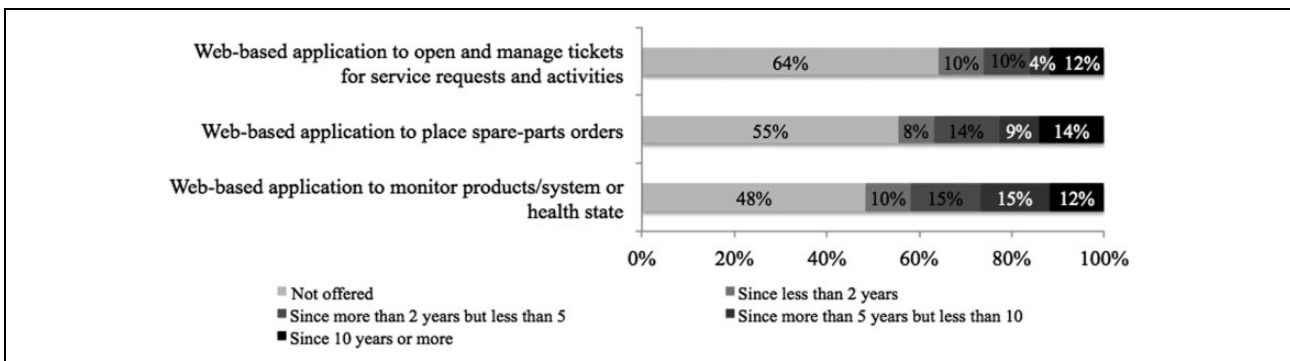 Web-based application to open and manage tickets
for service requests and activities
64% 10% 10% 4% 12%
Web-based application to place spare-parts orders
55% 8% 14% 9% 14%
Web-based application to monitor products/system or
health state
48% 10% 15% 15% 12%
0% 20% 40% 60% 80% 100%
Not offered Since less than 2 years
Since more than 2 years but less than 5 Since more than 5 years but less than 10
Since 10 years or more